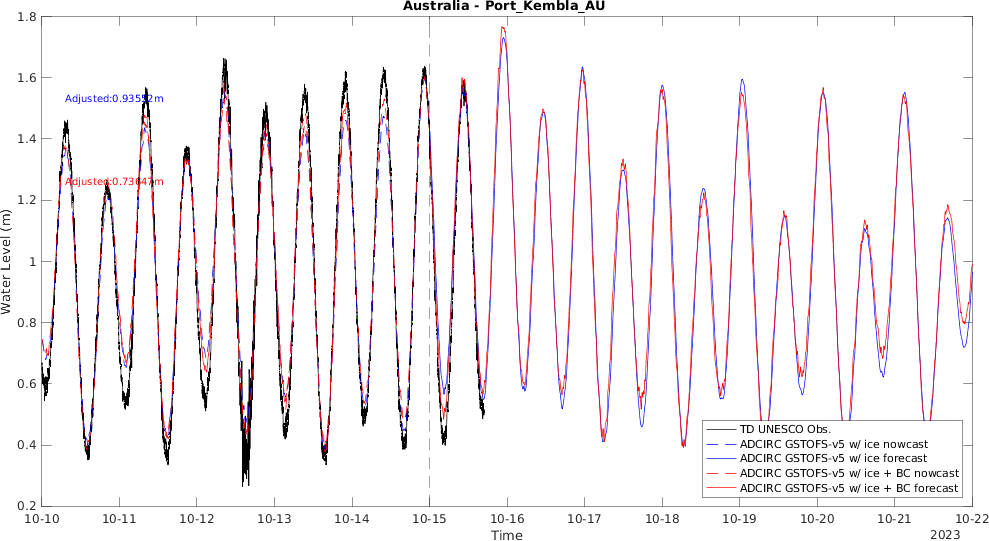 Australia - Port_Kembla_AU
1.8
1.6
1.4
1.2
1
0.8
0.6
0.4
0.2
Water Level (m)
Adjusted:0.93552m
Adjusted:0.73647m
TD UNESCO Obs.
ADCIRC GSTOFS-v5 w/ ice nowcast
ADCIRC GSTOFS-v5 w/ ice forecast
ADCIRC GSTOFS-v5 w/ ice + BC nowcast
ADCIRC GSTOFS-v5 w/ ice + BC forecast
10-10 10-11 10-12 10-13 10-14 10-15 10-16 10-17 10-18 10-19 10-20 10-21 10-22
Time
2023